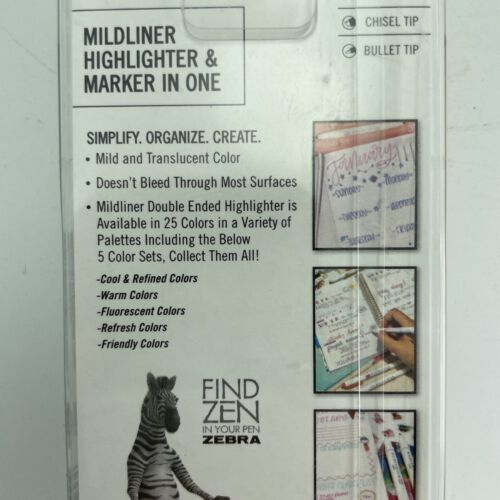 MILDLINER
HIGHLIGHTER &
MARKER IN ONE
CHISEL TIP
BULLET TIP
SIMPLIFY. ORGANIZE. CREATE.
• Mild and Translucent Color
• Doesn't Bleed Through Most Surfaces
• Mildliner Double Ended Highlighter is
Available in 25 Colors in a Variety of
Palettes Including the Below
5 Color Sets, Collect Them All!
-Cool & Refined Colors
-Warm Colors
-Fluorescent Colors
-Refresh Colors
-Friendly Colors
FIND
ZEN
IN YOUR PEN
ZEBRA